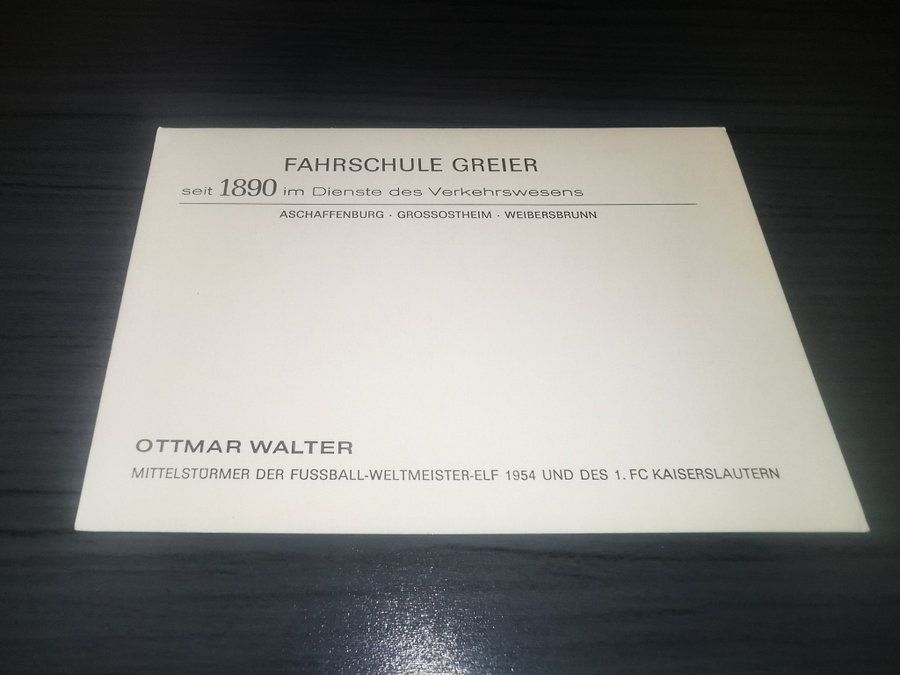 FAHRSCHULE GREIER
seit 1890 im Dienste des Verkehrswesens
ASCHAFFENBURG · GROSSOSTHEIM · WEIBERSBRUNN
OTTMAR WALTER
MITTELSTÜRMER DER FUSSBALL-WELTMEISTER-ELF 1954 UND DES 1. FC KAISERSLAUTERN